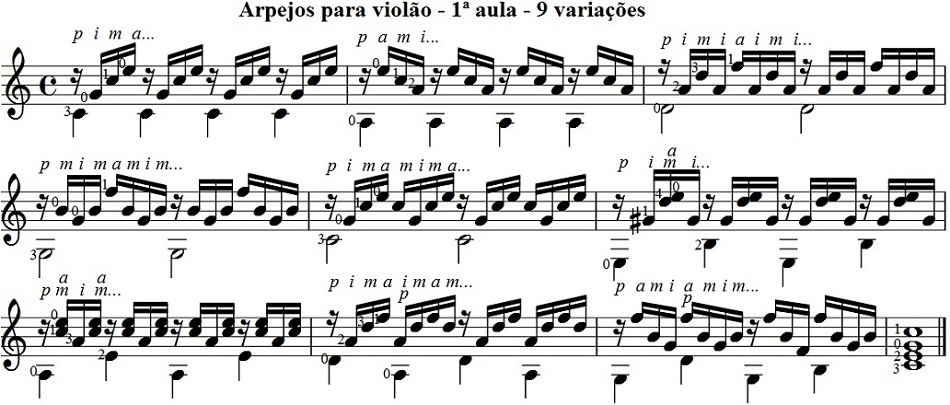 Arpejos para violão - 1ª aula - 9 variações
p i m a... p a m i... p i m i a i m i...
p m i m a m i m... p i m a m i m a... p i m a i...
p m a i m a... p i m a p i m a m... p a m i p a m i m...